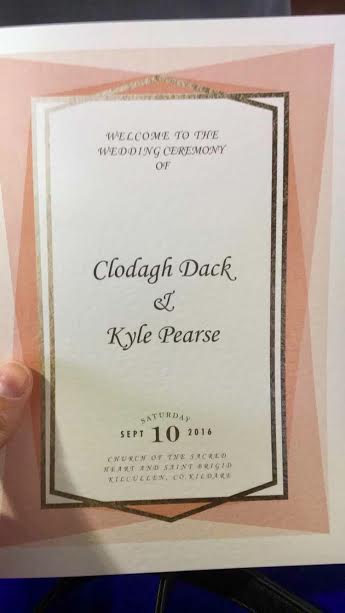 WELCOME TO THE
WEDDING CEREMONY
OF
Clodagh Dack
&
Kyle Pearse
SATURDAY
SEPT 10 2016
CHURCH OF THE SACRED
HEART AND SAINT BRIGID
KILCULLEN, CO.KILDARE